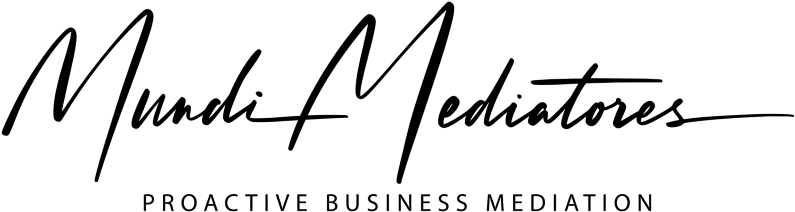 Mundi Mediatores
PROACTIVE BUSINESS MEDIATION